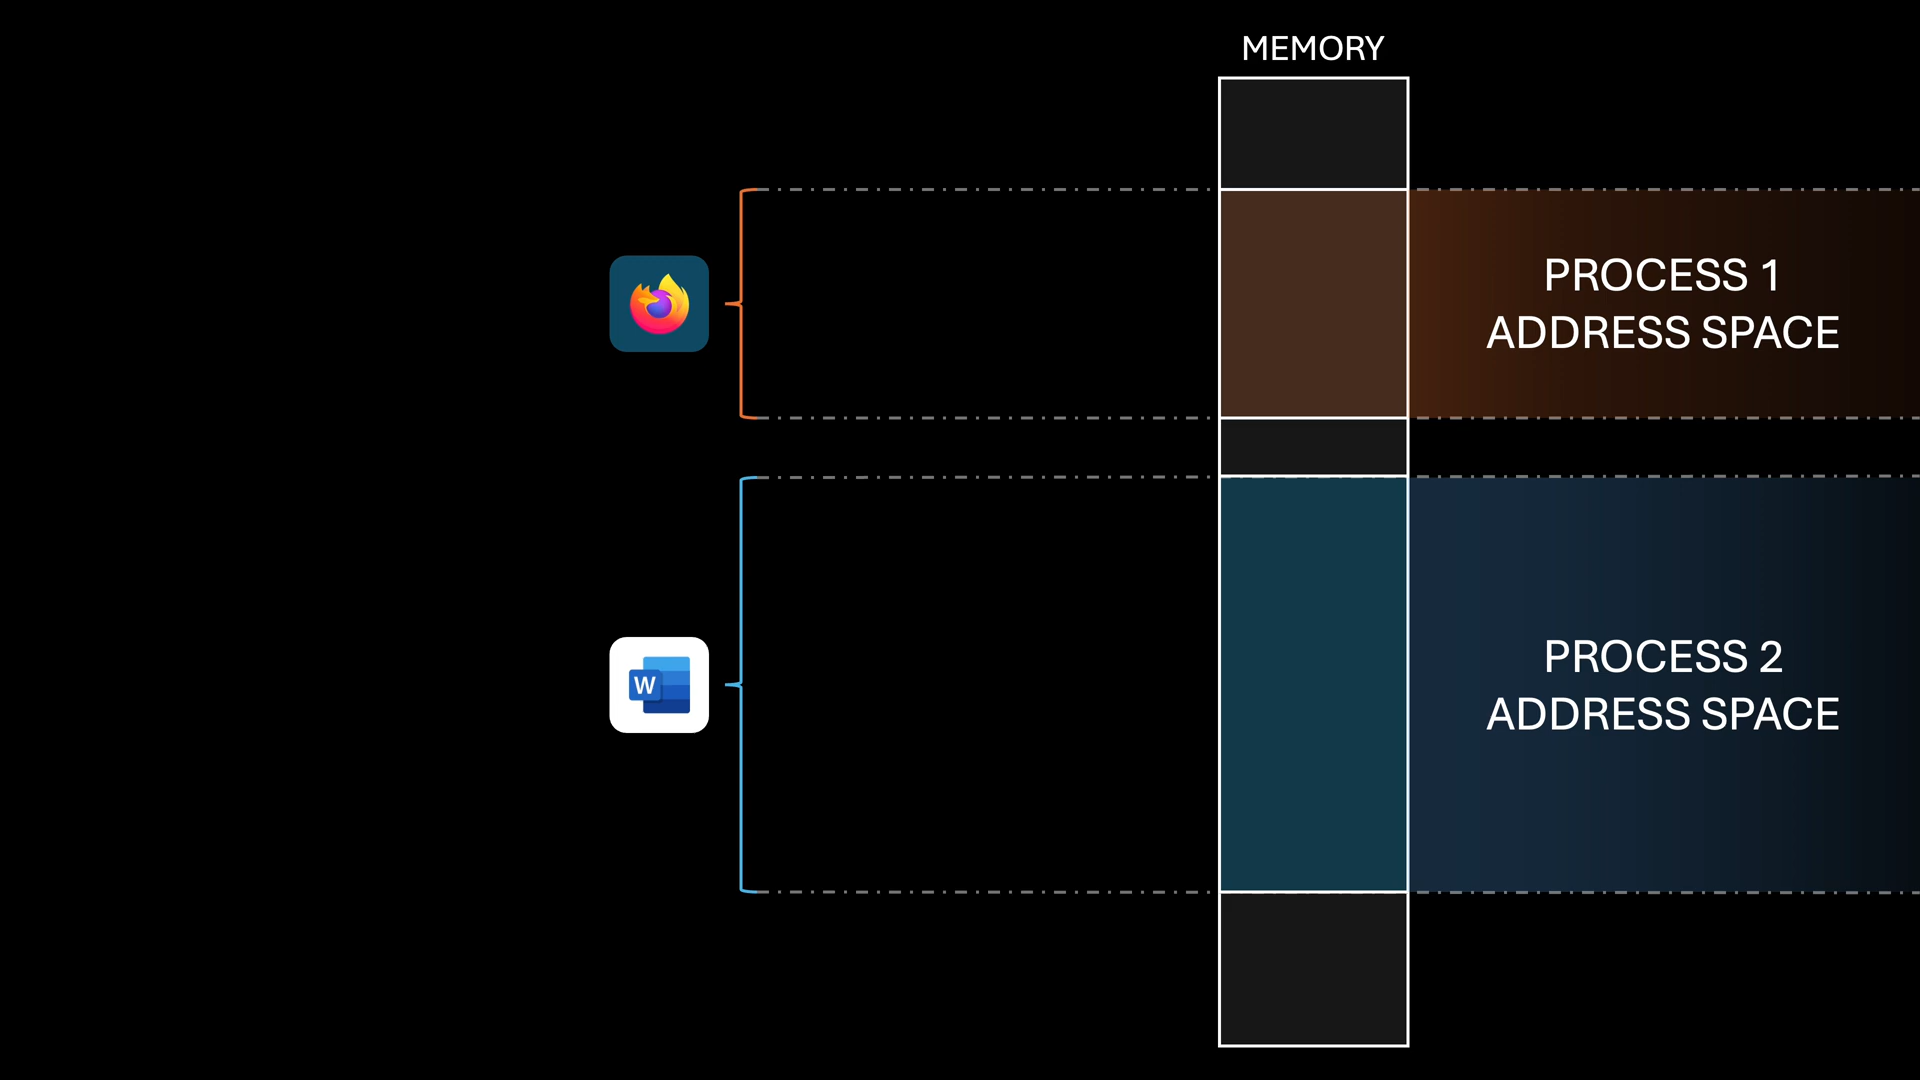 MEMORY
PROCESS 1
ADDRESS SPACE
W
PROCESS 2
ADDRESS SPACE